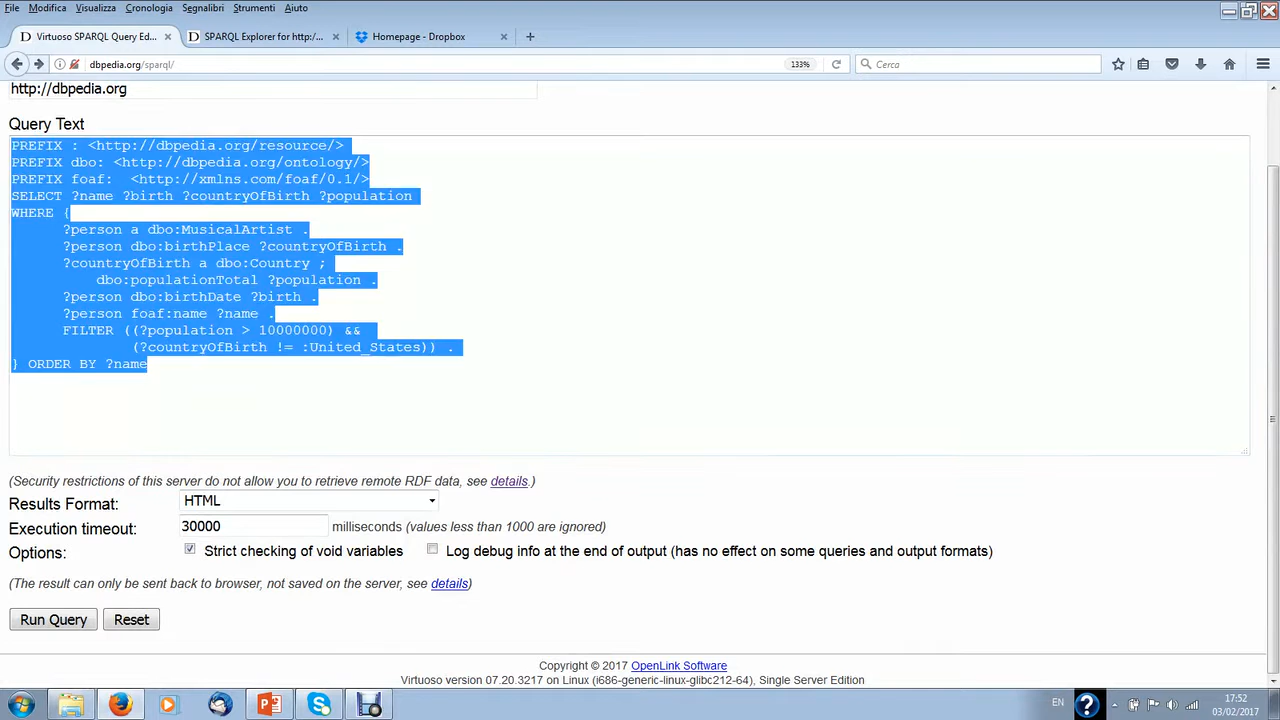 File Modifica Visualizza Cronologia Segnalibri Strumenti Aiuto
Virtuoso SPARQL Query Ed... × SPARQL Explorer for http:/... × Homepage - Dropbox × +
dbpedia.org/sparql/ 133% Cerca
http://dbpedia.org
Query Text
PREFIX : <http://dbpedia.org/resource/>
PREFIX dbo: <http://dbpedia.org/ontology/>
PREFIX foaf: <http://xmlns.com/foaf/0.1/>
SELECT ?name ?birth ?countryOfBirth ?population
WHERE {
?person a dbo:MusicalArtist .
?person dbo:birthPlace ?countryOfBirth .
?countryOfBirth a dbo:Country ;
dbo:populationTotal ?population .
?person dbo:birthDate ?birth .
?person foaf:name ?name .
FILTER ((?population > 10000000) &&
(?countryOfBirth != :United_States)) .
} ORDER BY ?name
(Security restrictions of this server do not allow you to retrieve remote RDF data, see details.)
Results Format: HTML
Execution timeout: 30000 milliseconds (values less than 1000 are ignored)
Options: Strict checking of void variables Log debug info at the end of output (has no effect on some queries and output formats)
(The result can only be sent back to browser, not saved on the server, see details)
Run Query Reset
Copyright © 2017 OpenLink Software
Virtuoso version 07.20.3217 on Linux (i686-generic-linux-glibc212-64), Single Server Edition
EN 17:52
03/02/2017